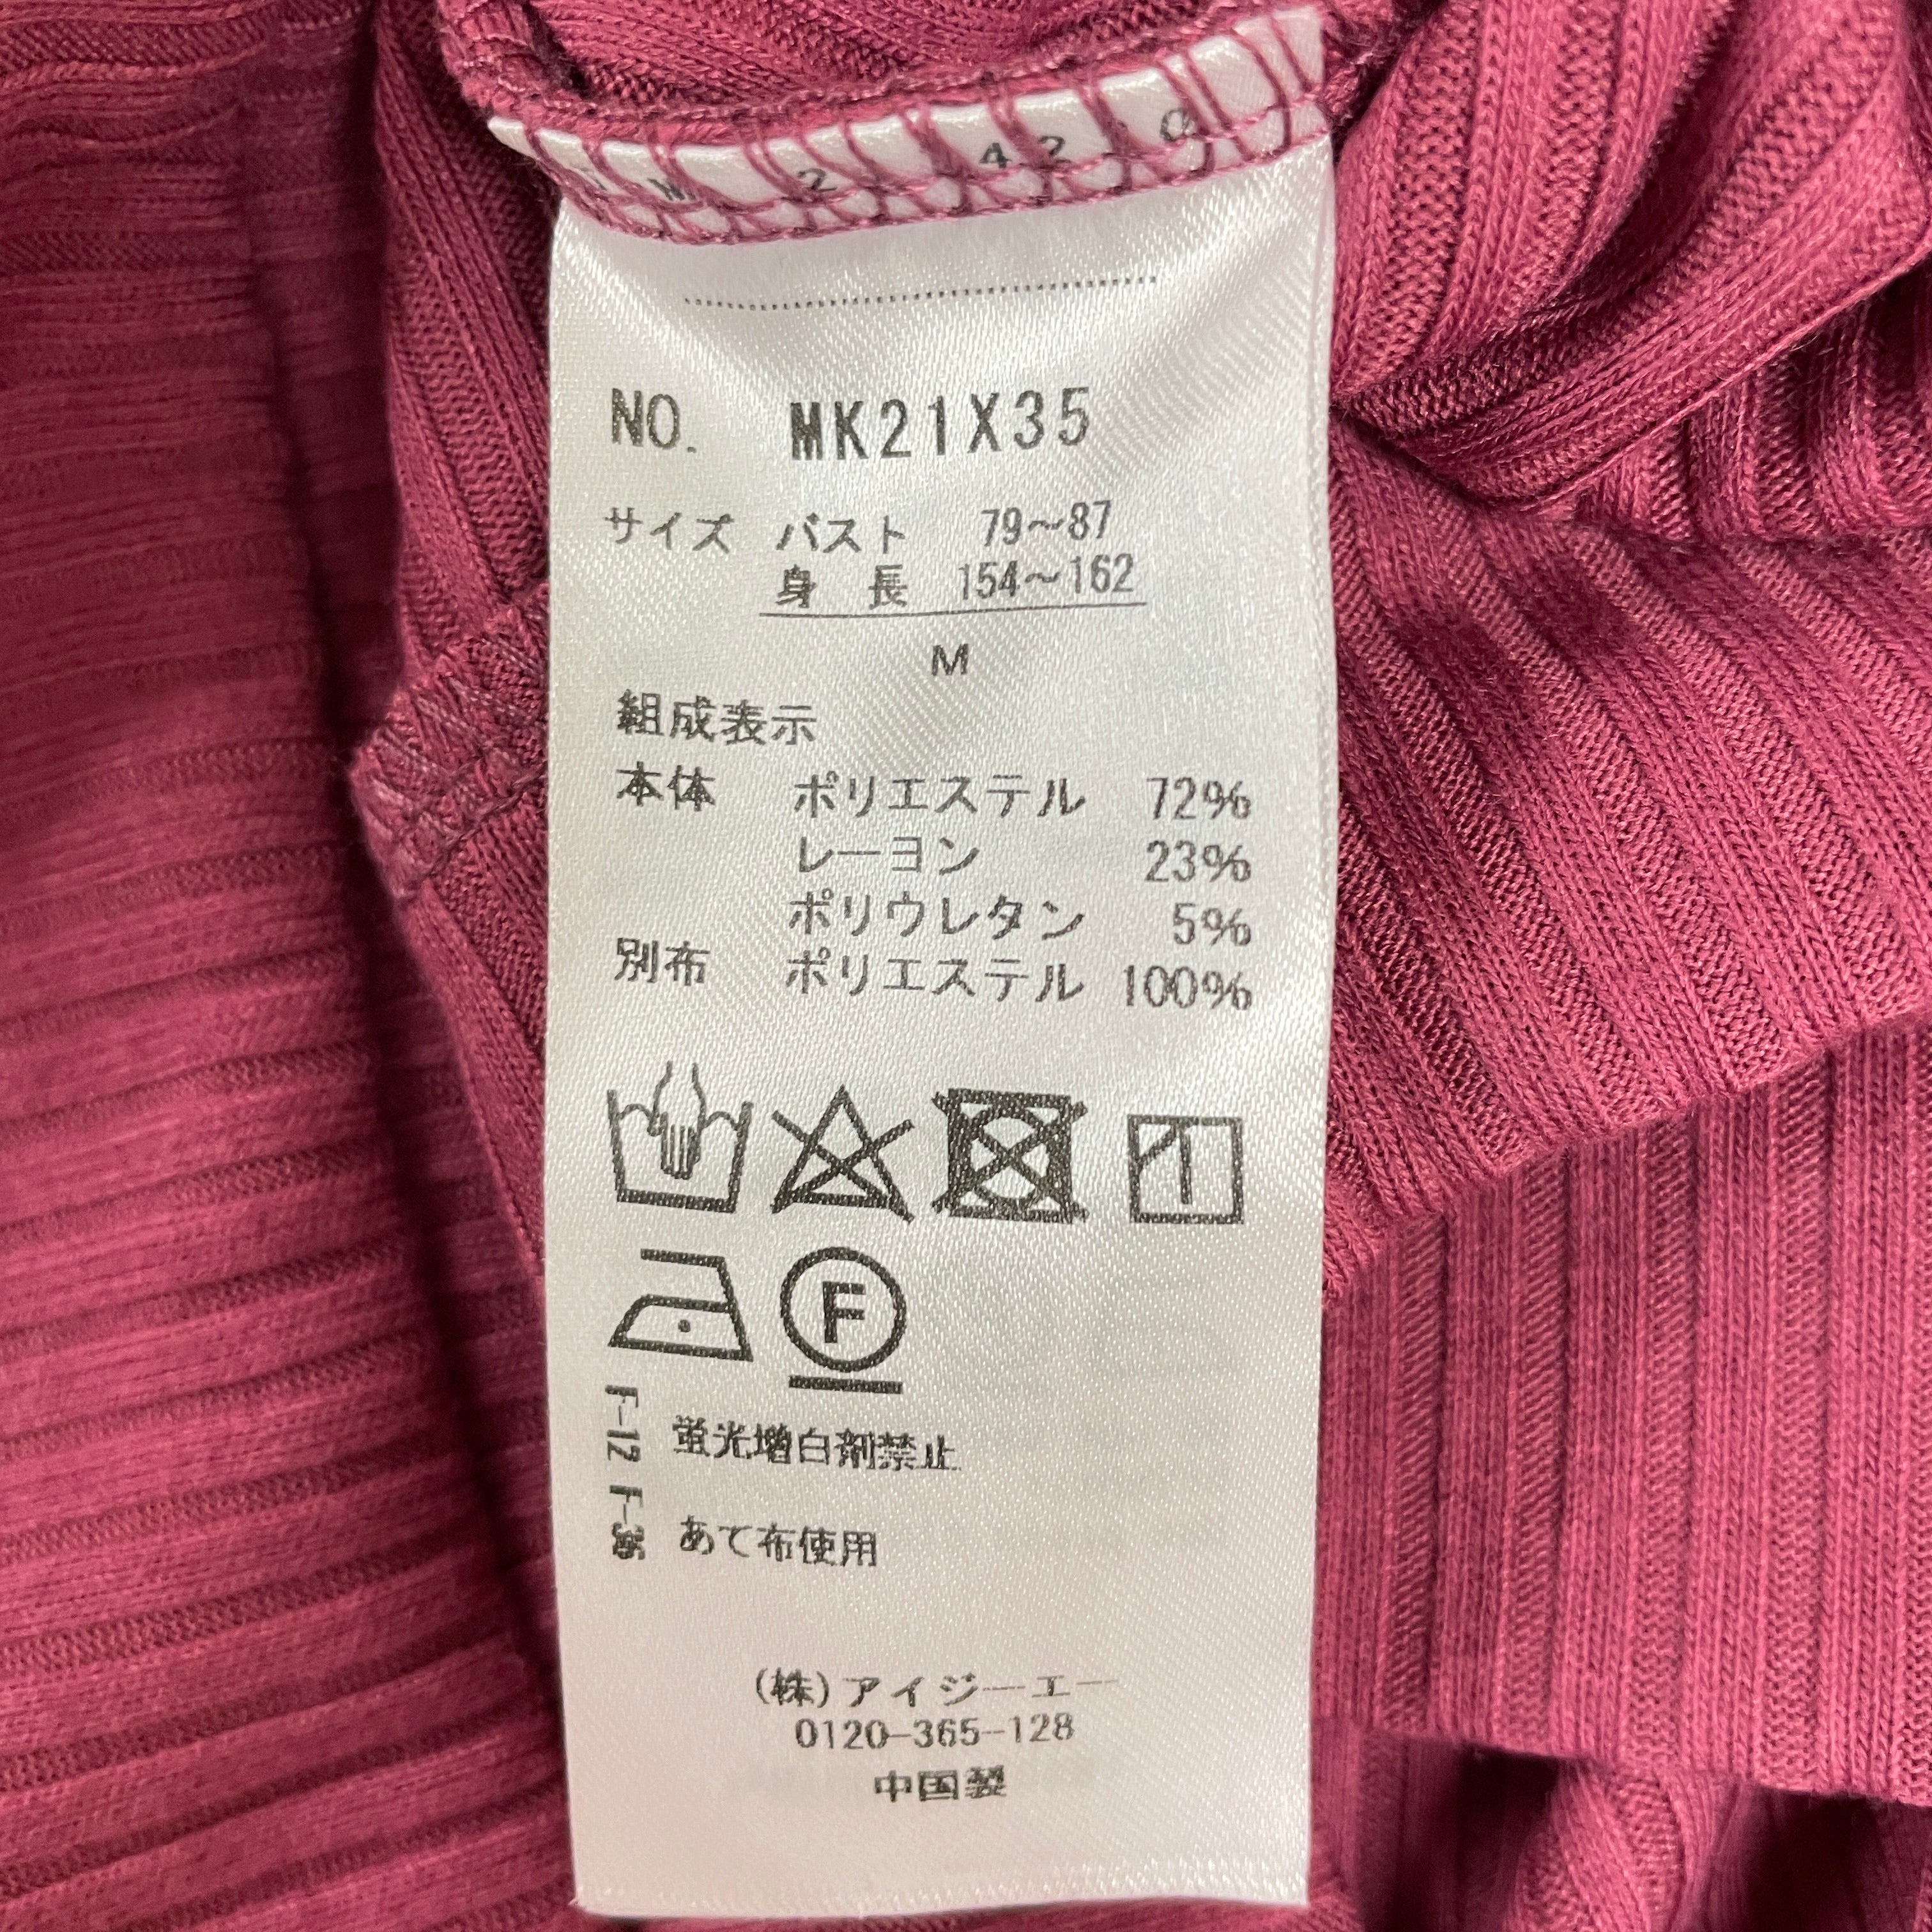 NO. MK21X35
サイズ バスト 79～87
身 長 154～162
M
組成表示
本体 ポリエステル 72%
レーヨン 23%
ポリウレタン 5%
別布 ポリエステル 100%
F
F-12 蛍光増白剤禁止
あて布使用
(株)アイジーエー
0120-365-128
中国製